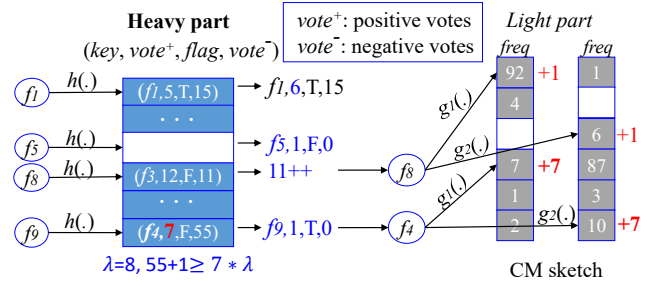 Heavy part
(key, vote⁺, flag, vote⁻)
vote⁺: positive votes
vote⁻: negative votes
Light part
freq freq
f1 h(.) (f1,5,T,15) f1,6,T,15
. . .
f5 h(.) f5,1,F,0
f8 h(.) (f3,12,F,11) 11++ f8
. . .
f9 h(.) (f4,7,F,55) f9,1,T,0 f4
λ=8, 55+1≥ 7 * λ
g1(.) g2(.)
g1(.) g2(.)
92 +1 1
4
6 +1
7 +7 87
1 3
2 10 +7
CM sketch